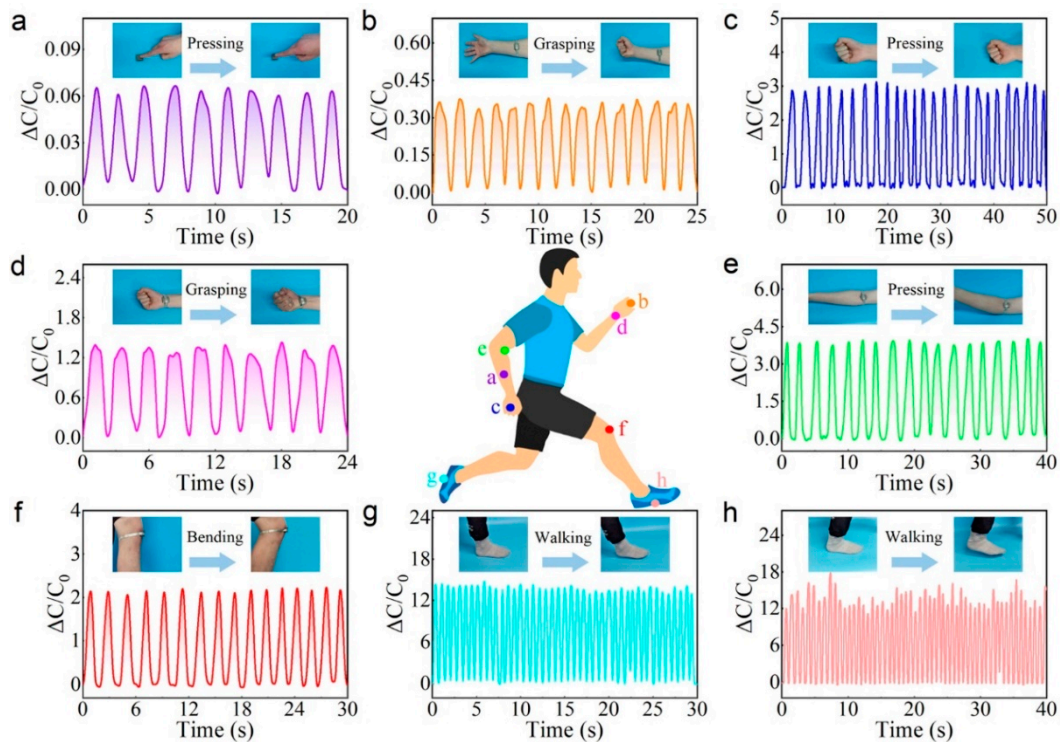 a
Pressing
ΔC/C0
0.09
0.06
0.03
0.00
0 5 10 15 20
Time (s)
b
Grasping
ΔC/C0
0.60
0.45
0.30
0.15
0.00
0 5 10 15 20 25
Time (s)
c
Pressing
ΔC/C0
5
4
3
2
1
0
0 10 20 30 40 50
Time (s)
d
Grasping
ΔC/C0
2.4
1.8
1.2
0.6
0.0
0 6 12 18 24
Time (s)
b
d
e
a
c
f
g
h
e
Pressing
ΔC/C0
6.0
4.5
3.0
1.5
0.0
0 10 20 30 40
Time (s)
f
Bending
ΔC/C0
4
3
2
1
0
0 6 12 18 24 30
Time (s)
g
Walking
ΔC/C0
24
18
12
6
0
0 5 10 15 20 25 30
Time (s)
h
Walking
ΔC/C0
24
18
12
6
0
0 10 20 30 40
Time (s)